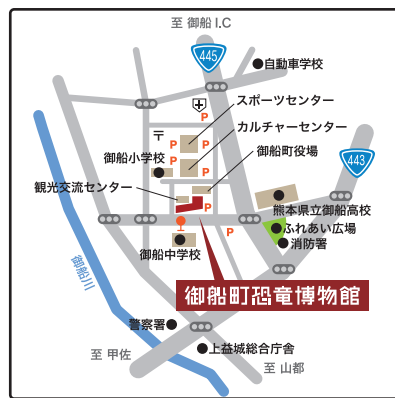 至 御船 I.C
445
自動車学校
スポーツセンター
P
〒
P
P
カルチャーセンター
P
P
御船小学校
御船町役場
443
観光交流センター
P
熊本県立御船高校
ふれあい広場
P
消防署
御船中学校
御船川
御船町恐竜博物館
警察署
上益城総合庁舎
至 甲佐
至 山都